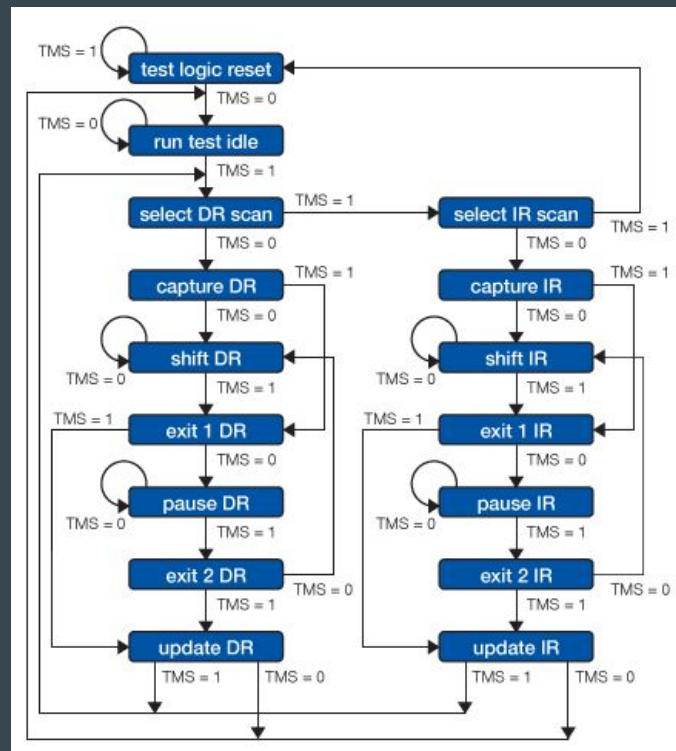 TMS = 1
test logic reset
TMS = 0
TMS = 0
run test idle
TMS = 1
select DR scan
TMS = 1
select IR scan
TMS = 1
TMS = 0
TMS = 0
capture DR
TMS = 1
capture IR
TMS = 1
TMS = 0
TMS = 0
shift DR
shift IR
TMS = 0
TMS = 1
TMS = 0
TMS = 1
TMS = 1
exit 1 DR
TMS = 1
exit 1 IR
TMS = 0
TMS = 0
pause DR
pause IR
TMS = 0
TMS = 1
TMS = 0
TMS = 1
exit 2 DR
TMS = 0
exit 2 IR
TMS = 0
TMS = 1
TMS = 1
update DR
update IR
TMS = 1
TMS = 0
TMS = 1
TMS = 0